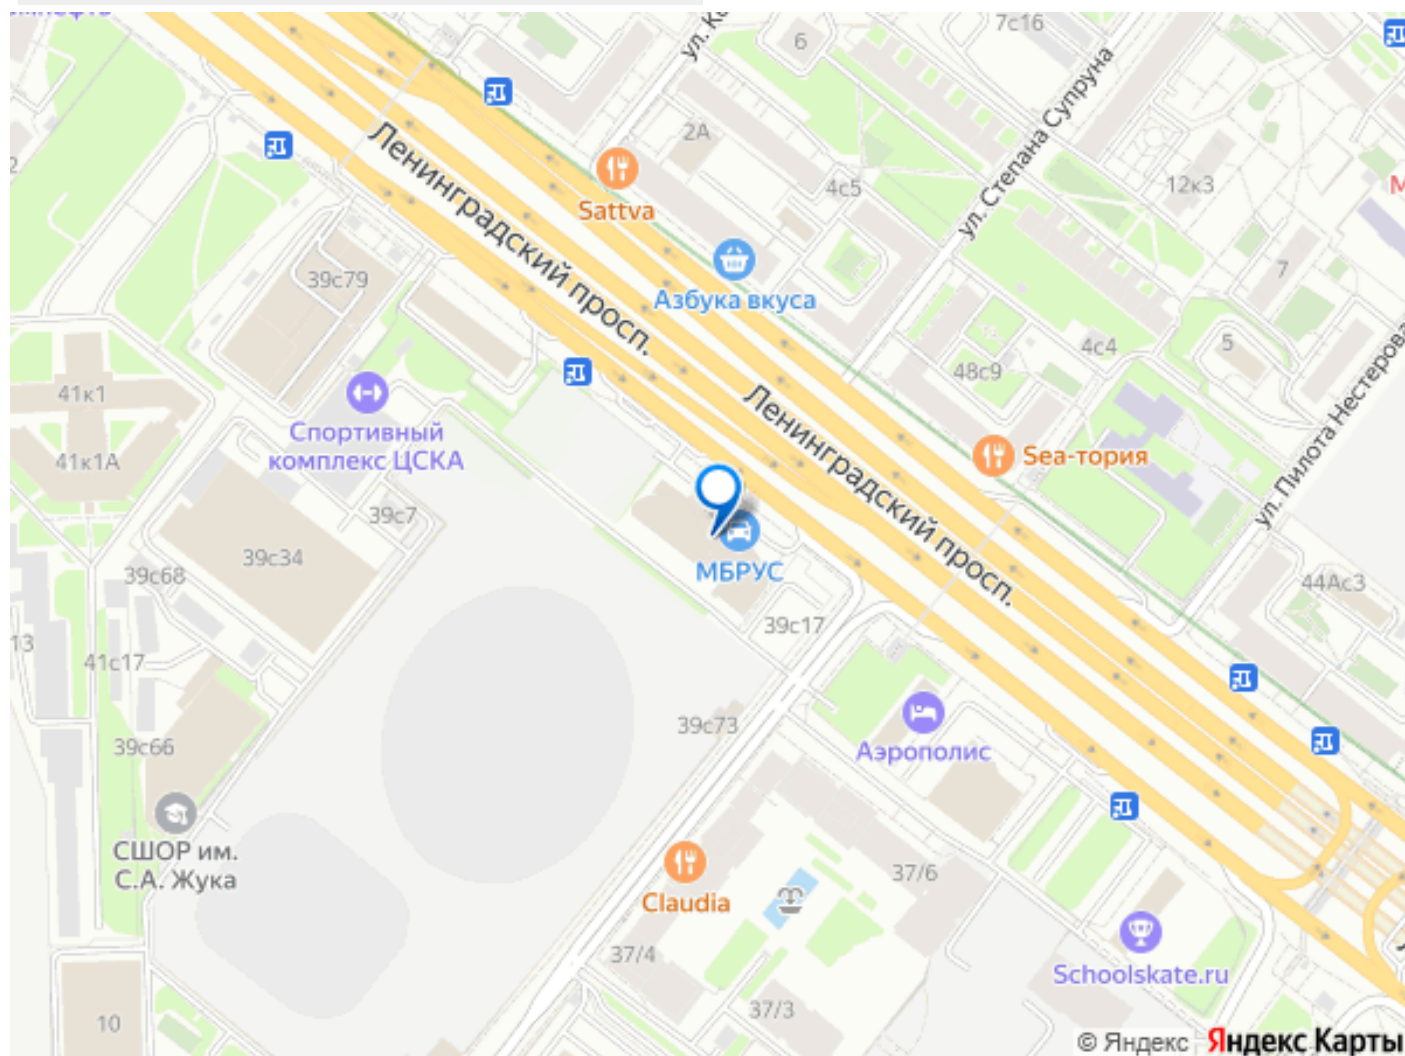 7с16
6
2А
ул. Степана Супруна
4с5
12к3
Sattva
Ленинградский просп.
Азбука вкуса
39с79
7
4с4
5
48с9
41к1
Спортивный
комплекс ЦСКА
41к1А
Ленинградский просп.
Sea-тория
ул. Пилота Нестерова
39с7
39с34
39с68
МБРУС
44Ас3
39с17
13
41с17
39с73
39с66
Аэрополис
СШОР им.
С.А. Жука
37/6
Claudia
37/4
Schoolskate.ru
37/3
10
© Яндекс Яндекс Карты